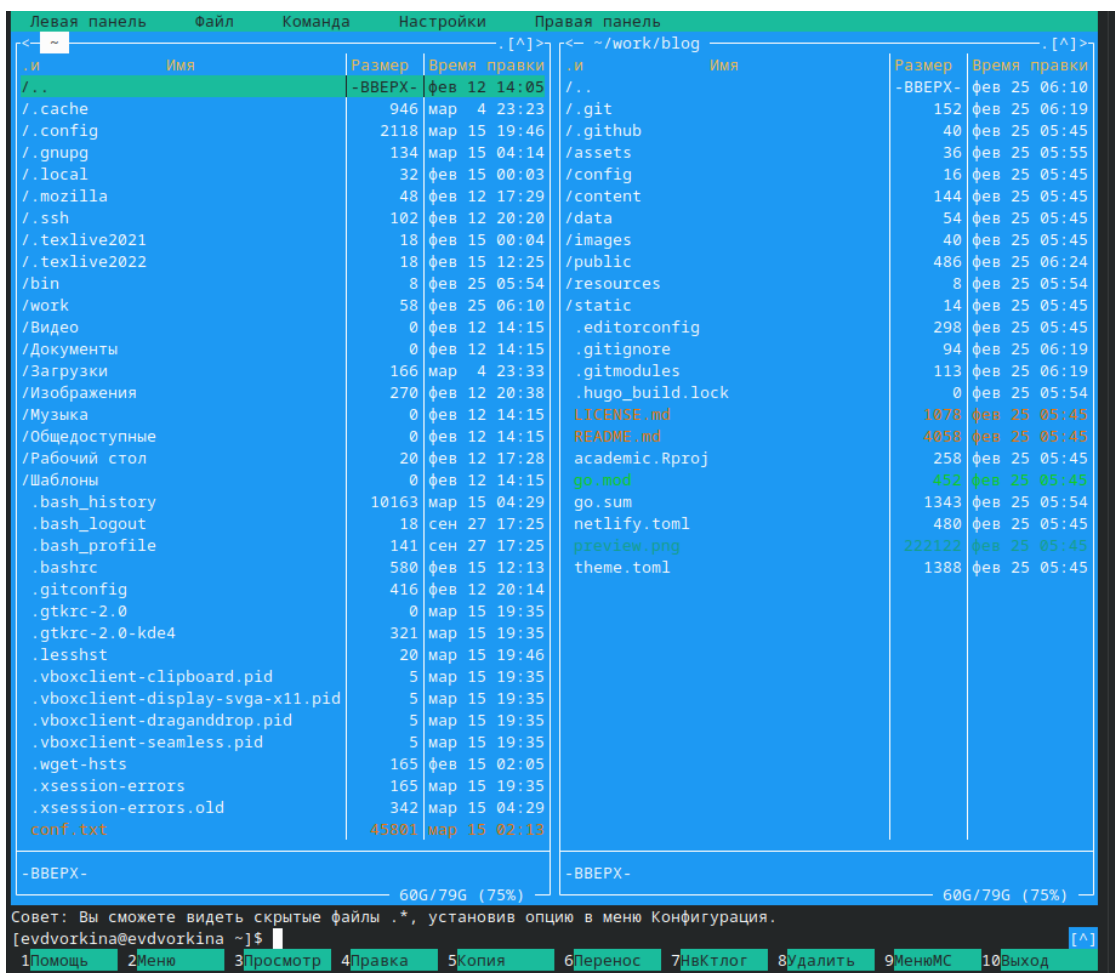 Левая панель Файл Команда Настройки Правая панель
<— ~ .[^]> <— ~/work/blog .[^]>
.и Имя Размер Время правки .и Имя Размер Время правки
/.. -ВВЕРХ- фев 12 14:05 /.. -ВВЕРХ- фев 25 06:10
/.cache 946 мар 4 23:23 /.git 152 фев 25 06:19
/.config 2118 мар 15 19:46 /.github 40 фев 25 05:45
/.gnupg 134 мар 15 04:14 /assets 36 фев 25 05:55
/.local 32 фев 15 00:03 /config 16 фев 25 05:45
/.mozilla 48 фев 12 17:29 /content 144 фев 25 05:45
/.ssh 102 фев 12 20:20 /data 54 фев 25 05:45
/.texlive2021 18 фев 15 00:04 /images 40 фев 25 05:45
/.texlive2022 18 фев 15 12:25 /public 486 фев 25 06:24
/bin 8 фев 25 05:54 /resources 8 фев 25 05:54
/work 58 фев 25 06:10 /static 14 фев 25 05:45
/Видео 0 фев 12 14:15 .editorconfig 298 фев 25 05:45
/Документы 0 фев 12 14:15 .gitignore 94 фев 25 06:19
/Загрузки 166 мар 4 23:33 .gitmodules 113 фев 25 06:19
/Изображения 270 фев 12 20:38 .hugo_build.lock 0 фев 25 05:54
/Музыка 0 фев 12 14:15 LICENSE.md 1078 фев 25 05:45
/Общедоступные 0 фев 12 14:15 README.md 4058 фев 25 05:45
/Рабочий стол 20 фев 12 17:28 academic.Rproj 258 фев 25 05:45
/Шаблоны 0 фев 12 14:15 go.mod 452 фев 25 05:45
.bash_history 10163 мар 15 04:29 go.sum 1343 фев 25 05:54
.bash_logout 18 сен 27 17:25 netlify.toml 480 фев 25 05:45
.bash_profile 141 сен 27 17:25 preview.png 222122 фев 25 05:45
.bashrc 580 фев 15 12:13 theme.toml 1388 фев 25 05:45
.gitconfig 416 фев 12 20:14
.gtkrc-2.0 0 мар 15 19:35
.gtkrc-2.0-kde4 321 мар 15 19:35
.lesshst 20 мар 15 19:46
.vboxclient-clipboard.pid 5 мар 15 19:35
.vboxclient-display-svga-x11.pid 5 мар 15 19:35
.vboxclient-draganddrop.pid 5 мар 15 19:35
.vboxclient-seamless.pid 5 мар 15 19:35
.wget-hsts 165 фев 15 02:05
.xsession-errors 165 мар 15 19:35
.xsession-errors.old 342 мар 15 04:29
conf.txt 45801 мар 15 02:13
-ВВЕРХ- -ВВЕРХ-
60G/79G (75%) 60G/79G (75%)
Совет: Вы сможете видеть скрытые файлы .*, установив опцию в меню Конфигурация.
[evdvorkina@evdvorkina ~]$ [^]
1Помощь 2Меню 3Просмотр 4Правка 5Копия 6Перенос 7НвКтлог 8Удалить 9МенюMC 10Выход